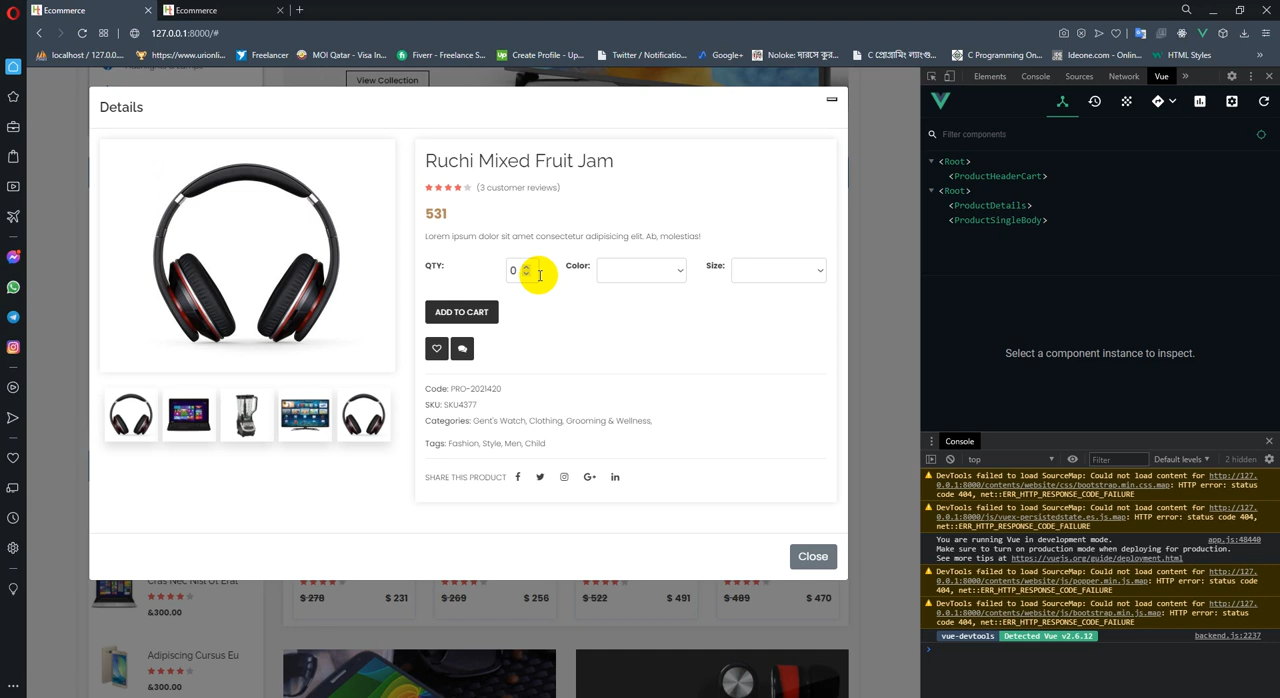 Ecommerce
Ecommerce
127.0.0.1:8000/#
localhost / 127.0.0....
https://www.urionli...
Freelancer
MOI Qatar - Visa In...
Fiverr - Freelance S...
Create Profile - Up...
Twitter / Notificatio...
Google+
C Programming On...
Ideone.com - Onlin...
HTML Styles
»
View Collection
Details
Ruchi Mixed Fruit Jam
(3 customer reviews)
531
Lorem ipsum dolor sit amet consectetur adipisicing elit. Ab, molestias!
QTY:
0
Color:
Size:
ADD TO CART
Code: PRO-2021420
SKU: SKU4377
Categories: Gent's Watch, Clothing, Grooming & Wellness,
Tags: Fashion, Style, Men, Child
SHARE THIS PRODUCT
Close
Cras Nec Nisl Ut Erat
&300.00
$ 278 $ 231
$ 269 $ 256
$ 522 $ 491
$ 489 $ 470
Adipiscing Cursus Eu
&300.00
Elements Console Sources Network Vue »
Filter components
<Root>
<ProductHeaderCart>
<Root>
<ProductDetails>
<ProductSingleBody>
Select a component instance to inspect.
Console
top
Filter
Default levels
2 hidden
DevTools failed to load SourceMap: Could not load content for http://127.
0.0.1:8000/contents/website/css/bootstrap.min.css.map: HTTP error: status
code 404, net::ERR_HTTP_RESPONSE_CODE_FAILURE
DevTools failed to load SourceMap: Could not load content for http://127.
0.0.1:8000/js/vuex-persistedstate.es.js.map: HTTP error: status code 404,
net::ERR_HTTP_RESPONSE_CODE_FAILURE
You are running Vue in development mode. app.js:48440
Make sure to turn on production mode when deploying for production.
See more tips at https://vuejs.org/guide/deployment.html
DevTools failed to load SourceMap: Could not load content for http://127.
0.0.1:8000/contents/website/js/popper.min.js.map: HTTP error: status
code 404, net::ERR_HTTP_RESPONSE_CODE_FAILURE
DevTools failed to load SourceMap: Could not load content for http://127.
0.0.1:8000/contents/website/js/bootstrap.min.js.map: HTTP error: status
code 404, net::ERR_HTTP_RESPONSE_CODE_FAILURE
vue-devtools Detected Vue v2.6.12 backend.js:2237